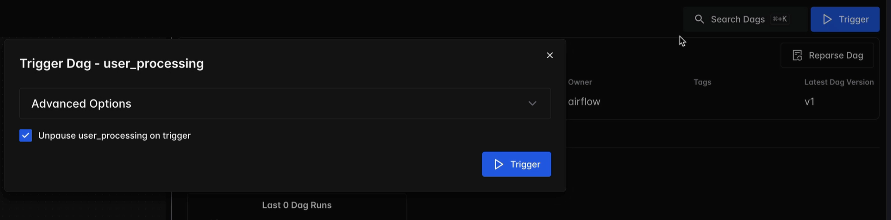 Search Dags ⌘+K
Trigger
Trigger Dag - user_processing
Reparse Dag
Owner
Tags
Latest Dag Version
Advanced Options
airflow
v1
Unpause user_processing on trigger
Trigger
Last 0 Dag Runs